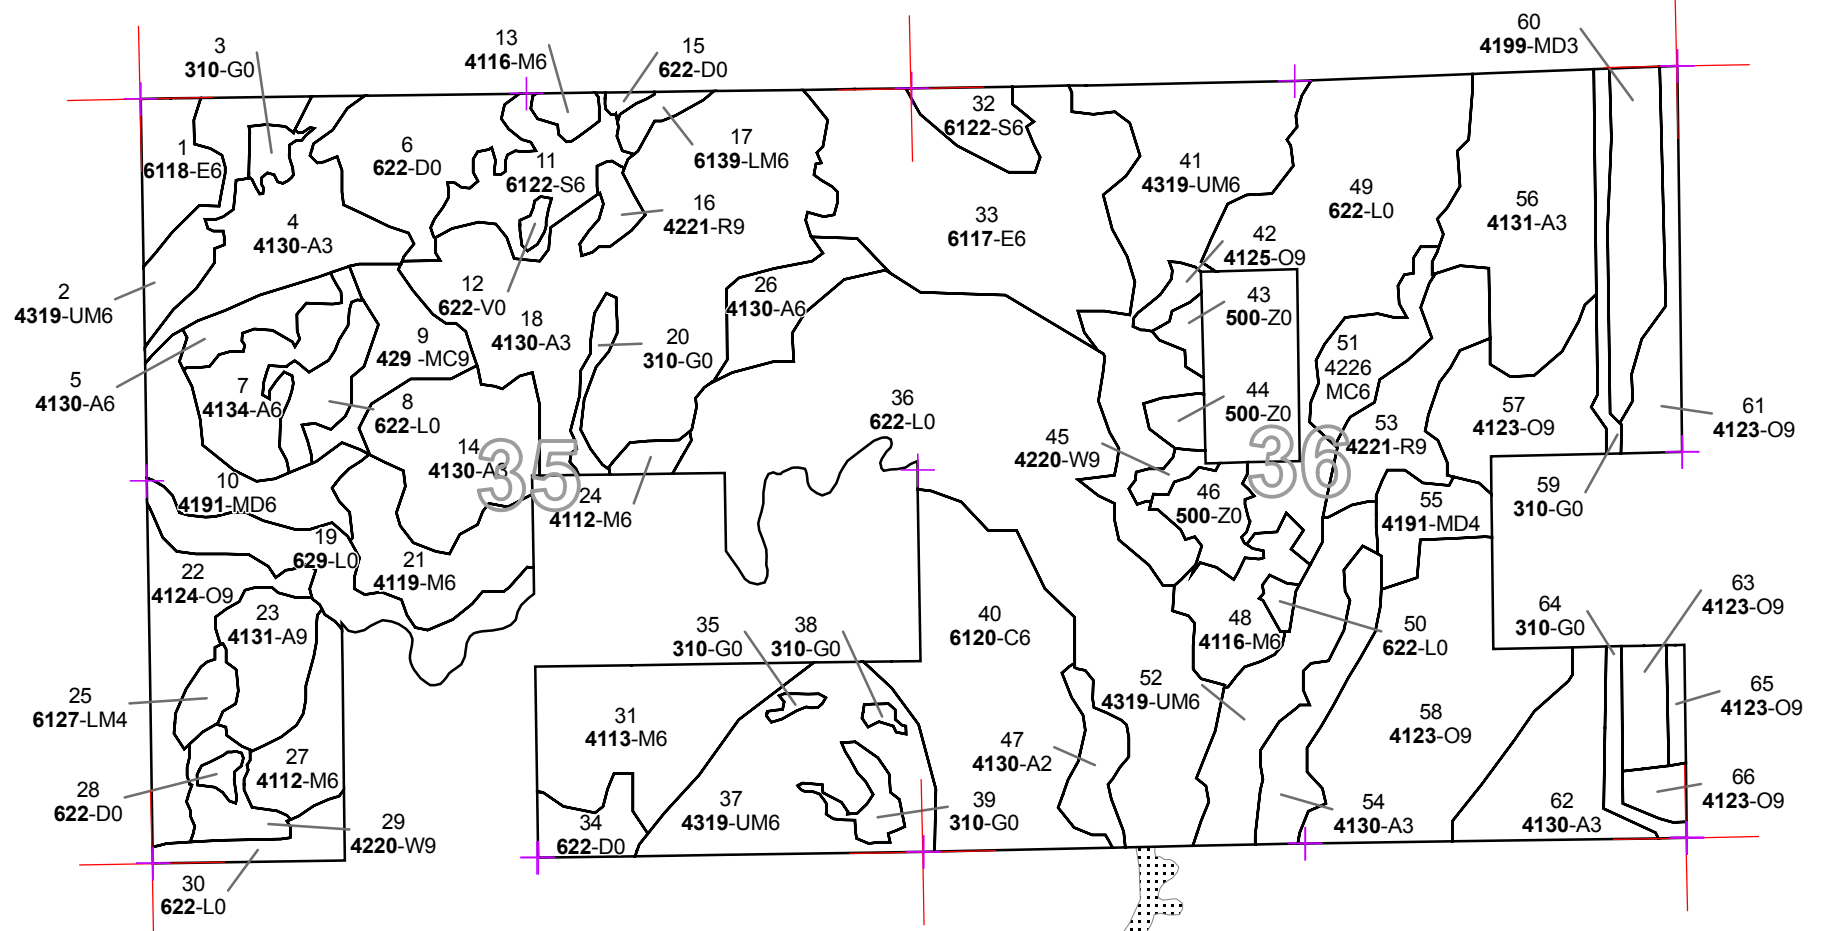 1
6118-E6
2
4319-UM6
3
310-G0
4
4130-A3
5
4130-A6
6
622-D0
7
4134-A6
8
622-L0
9
429 -MC9
10
4191-MD6
11
6122-S6
12
622-V0
13
4116-M6
14
4130-A3
15
622-D0
16
4221-R9
17
6139-LM6
18
4130-A3
19
629-L0
20
310-G0
21
4119-M6
22
4124-O9
23
4131-A9
24
4112-M6
25
6127-LM4
26
4130-A6
27
4112-M6
28
622-D0
29
4220-W9
30
622-L0
31
4113-M6
32
6122-S6
33
6117-E6
34
622-D0
35
310-G0
36
622-L0
37
4319-UM6
38
310-G0
39
310-G0
40
6120-C6
41
4319-UM6
42
4125-O9
43
500-Z0
44
500-Z0
45
4220-W9
46
500-Z0
47
4130-A2
48
4116-M6
49
622-L0
50
622-L0
51
4226
MC6
52
4319-UM6
53
4221-R9
54
4130-A3
55
4191-MD4
56
4131-A3
57
4123-O9
58
4123-O9
59
310-G0
60
4199-MD3
61
4123-O9
62
4130-A3
63
4123-O9
64
310-G0
65
4123-O9
66
4123-O9
35
36